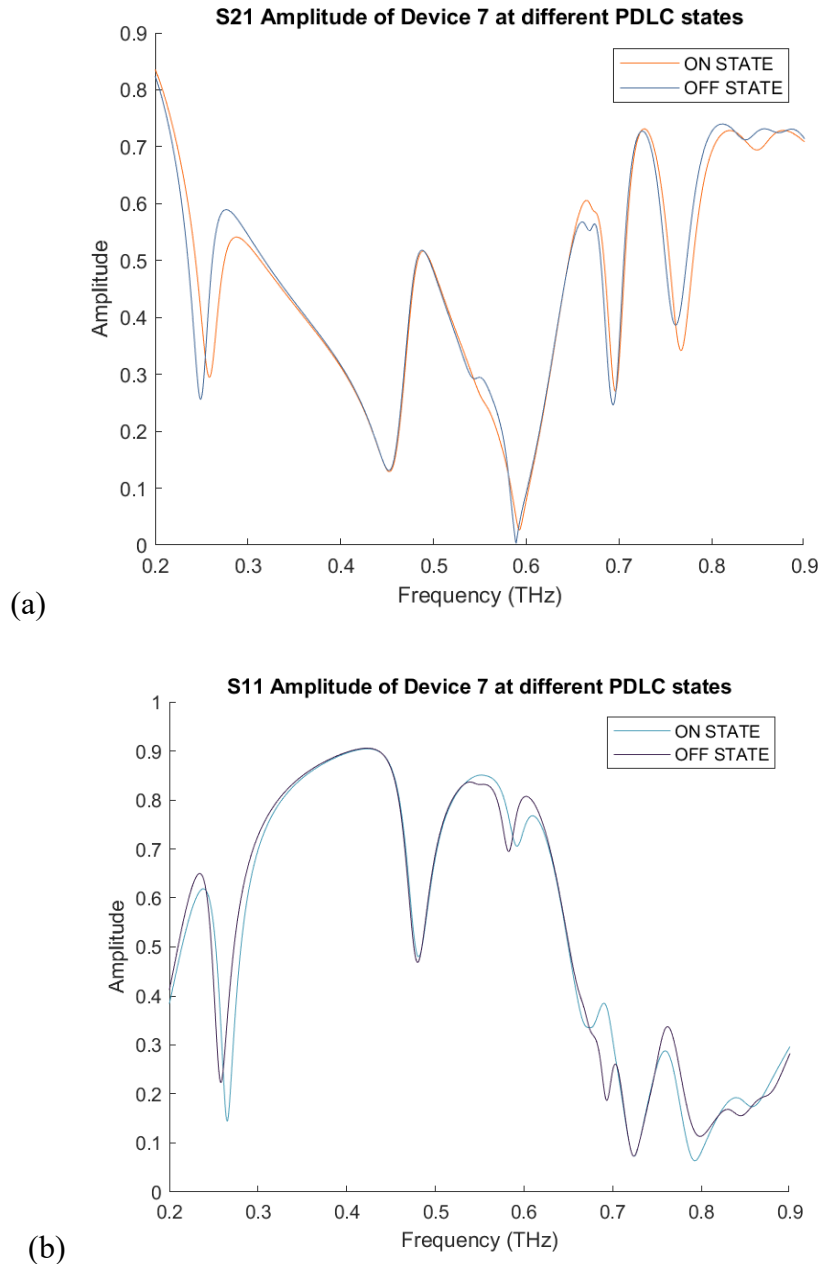 S21 Amplitude of Device 7 at different PDLC states
ON STATE
OFF STATE
0.9
0.8
0.7
0.6
0.5
0.4
0.3
0.2
0.1
0
Amplitude
0.2 0.3 0.4 0.5 0.6 0.7 0.8 0.9
Frequency (THz)
(a)
S11 Amplitude of Device 7 at different PDLC states
ON STATE
OFF STATE
1
0.9
0.8
0.7
0.6
0.5
0.4
0.3
0.2
0.1
0
Amplitude
0.2 0.3 0.4 0.5 0.6 0.7 0.8 0.9
Frequency (THz)
(b)